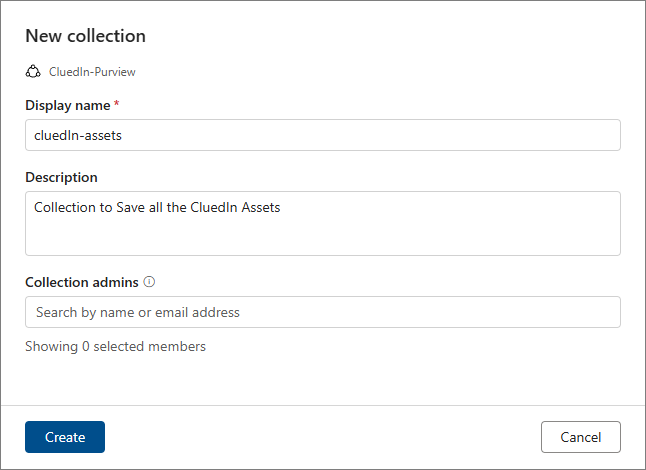 New collection
CluedIn-Purview
Display name *
cluedIn-assets
Description
Collection to Save all the CluedIn Assets
Collection admins
Search by name or email address
Showing 0 selected members
Create
Cancel